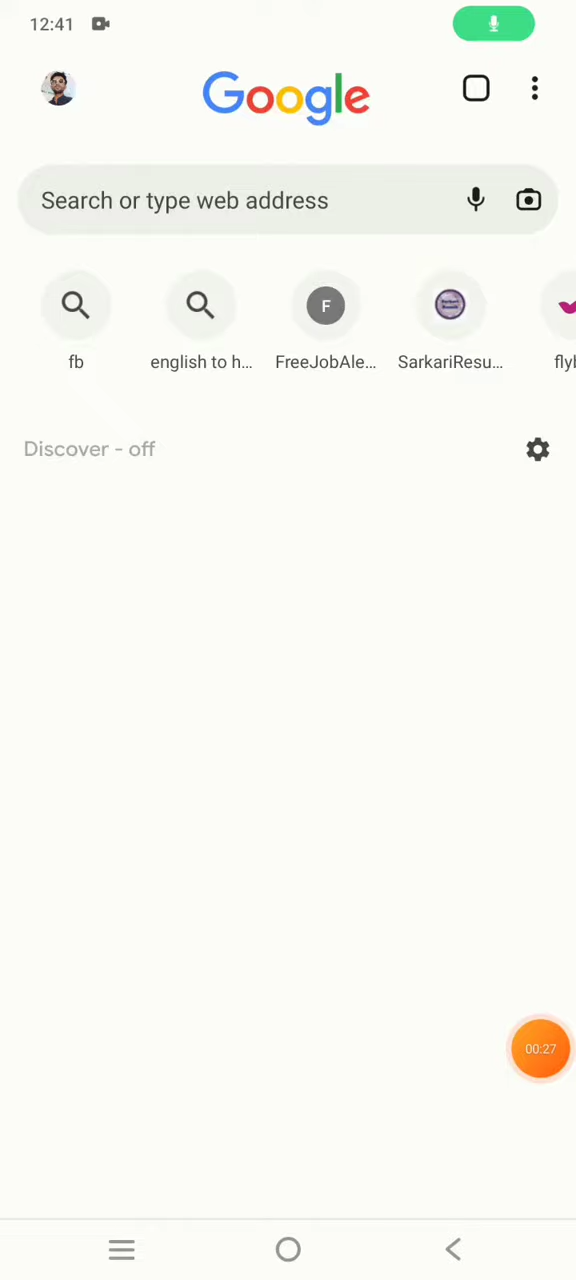 12:41
Google
Search or type web address
F
fb
english to h...
FreeJobAle...
SarkariResu...
Discover - off
00:27